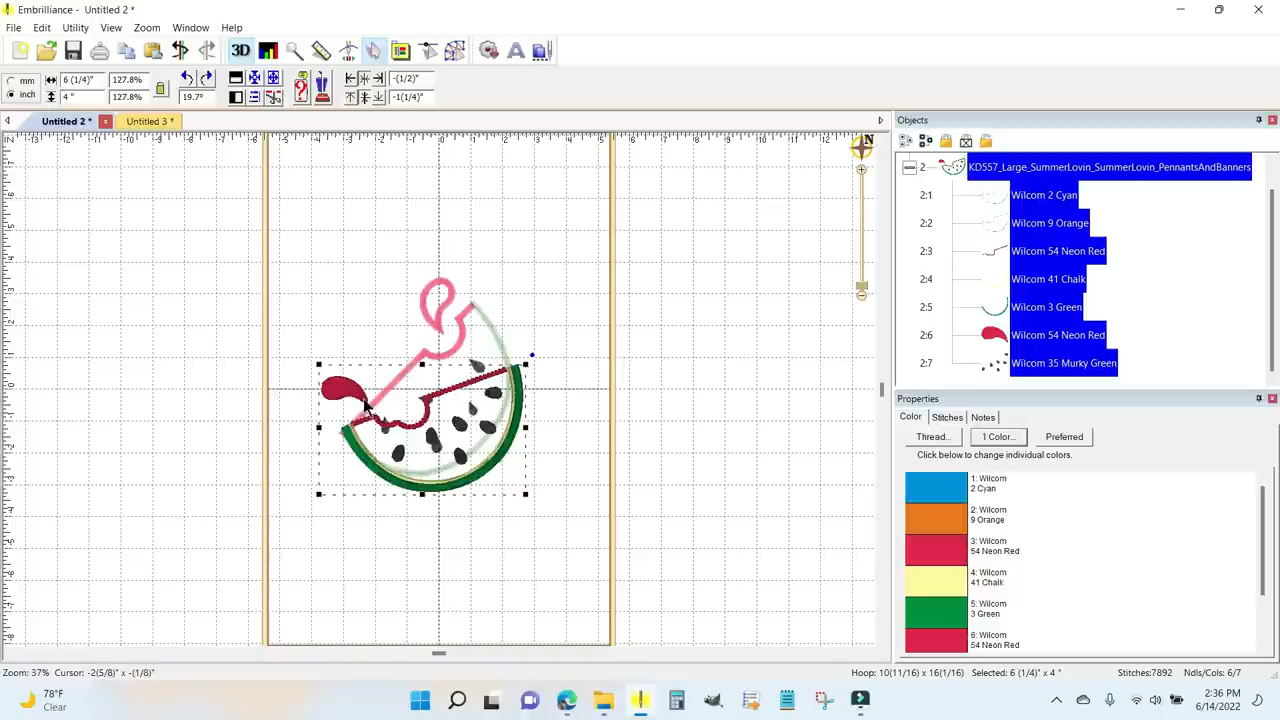 Embrilliance - Untitled 2 *
File Edit Utility View Zoom Window Help
3D
mm
inch
6 (1/4)" 127.8%
4 " 127.8%
19.7°
-(1/2)"
-1(1/4)"
Untitled 2 * x Untitled 3 *
N
Objects
2 KD557_Large_SummerLovin_SummerLovin_PennantsAndBanners
2:1 Wilcom 2 Cyan
2:2 Wilcom 9 Orange
2:3 Wilcom 54 Neon Red
2:4 Wilcom 41 Chalk
2:5 Wilcom 3 Green
2:6 Wilcom 54 Neon Red
2:7 Wilcom 35 Murky Green
Properties
Color Stitches Notes
Thread... 1 Color... Preferred
Click below to change individual colors.
1: Wilcom
2 Cyan
2: Wilcom
9 Orange
3: Wilcom
54 Neon Red
4: Wilcom
41 Chalk
5: Wilcom
3 Green
6: Wilcom
54 Neon Red
Zoom: 37% Cursor: -2(5/8)" x -(1/8)" Hoop: 10(11/16) x 16(1/16) Selected: 6 (1/4)" x 4 " Stitches:7892 Ndls/Cols: 6/7
78°F
Clear
2:36 PM
6/14/2022